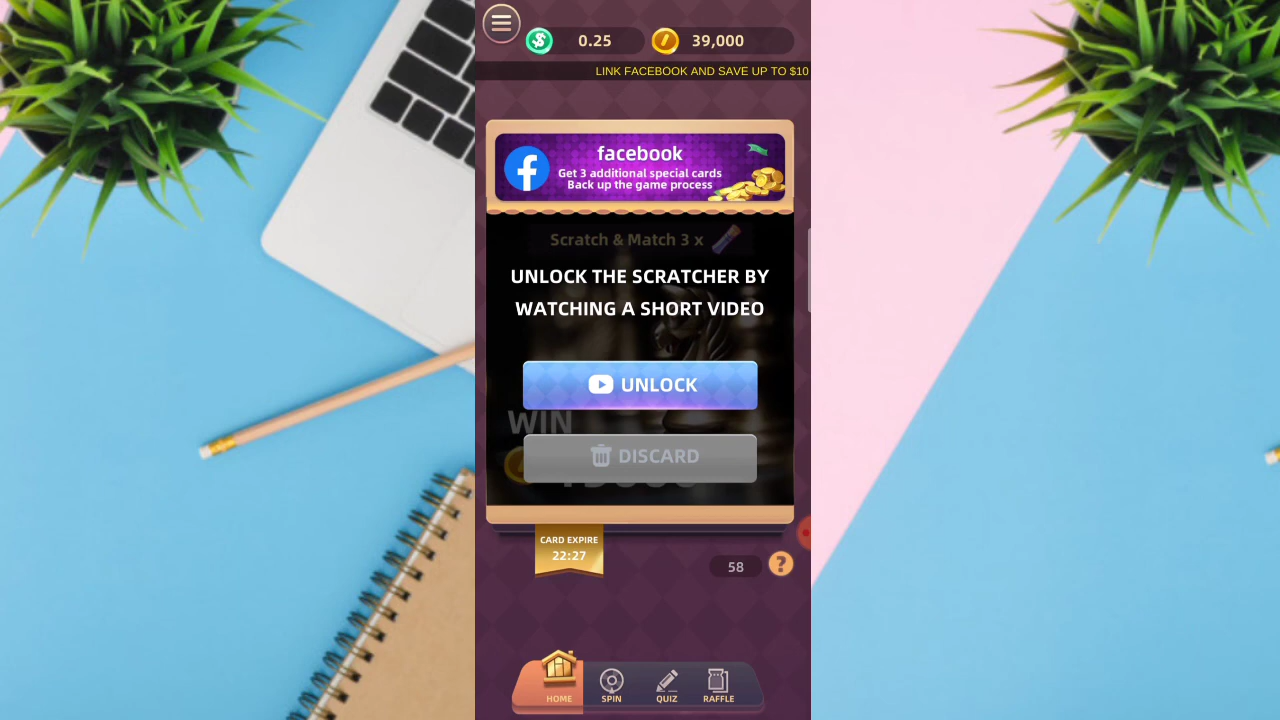 0.25
39,000
LINK FACEBOOK AND SAVE UP TO $10
facebook
Get 3 additional special cards
Back up the game process
Scratch & Match 3 x
UNLOCK THE SCRATCHER BY
WATCHING A SHORT VIDEO
UNLOCK
WIN
DISCARD
CARD EXPIRE
22:27
58
?
HOME
SPIN
QUIZ
RAFFLE